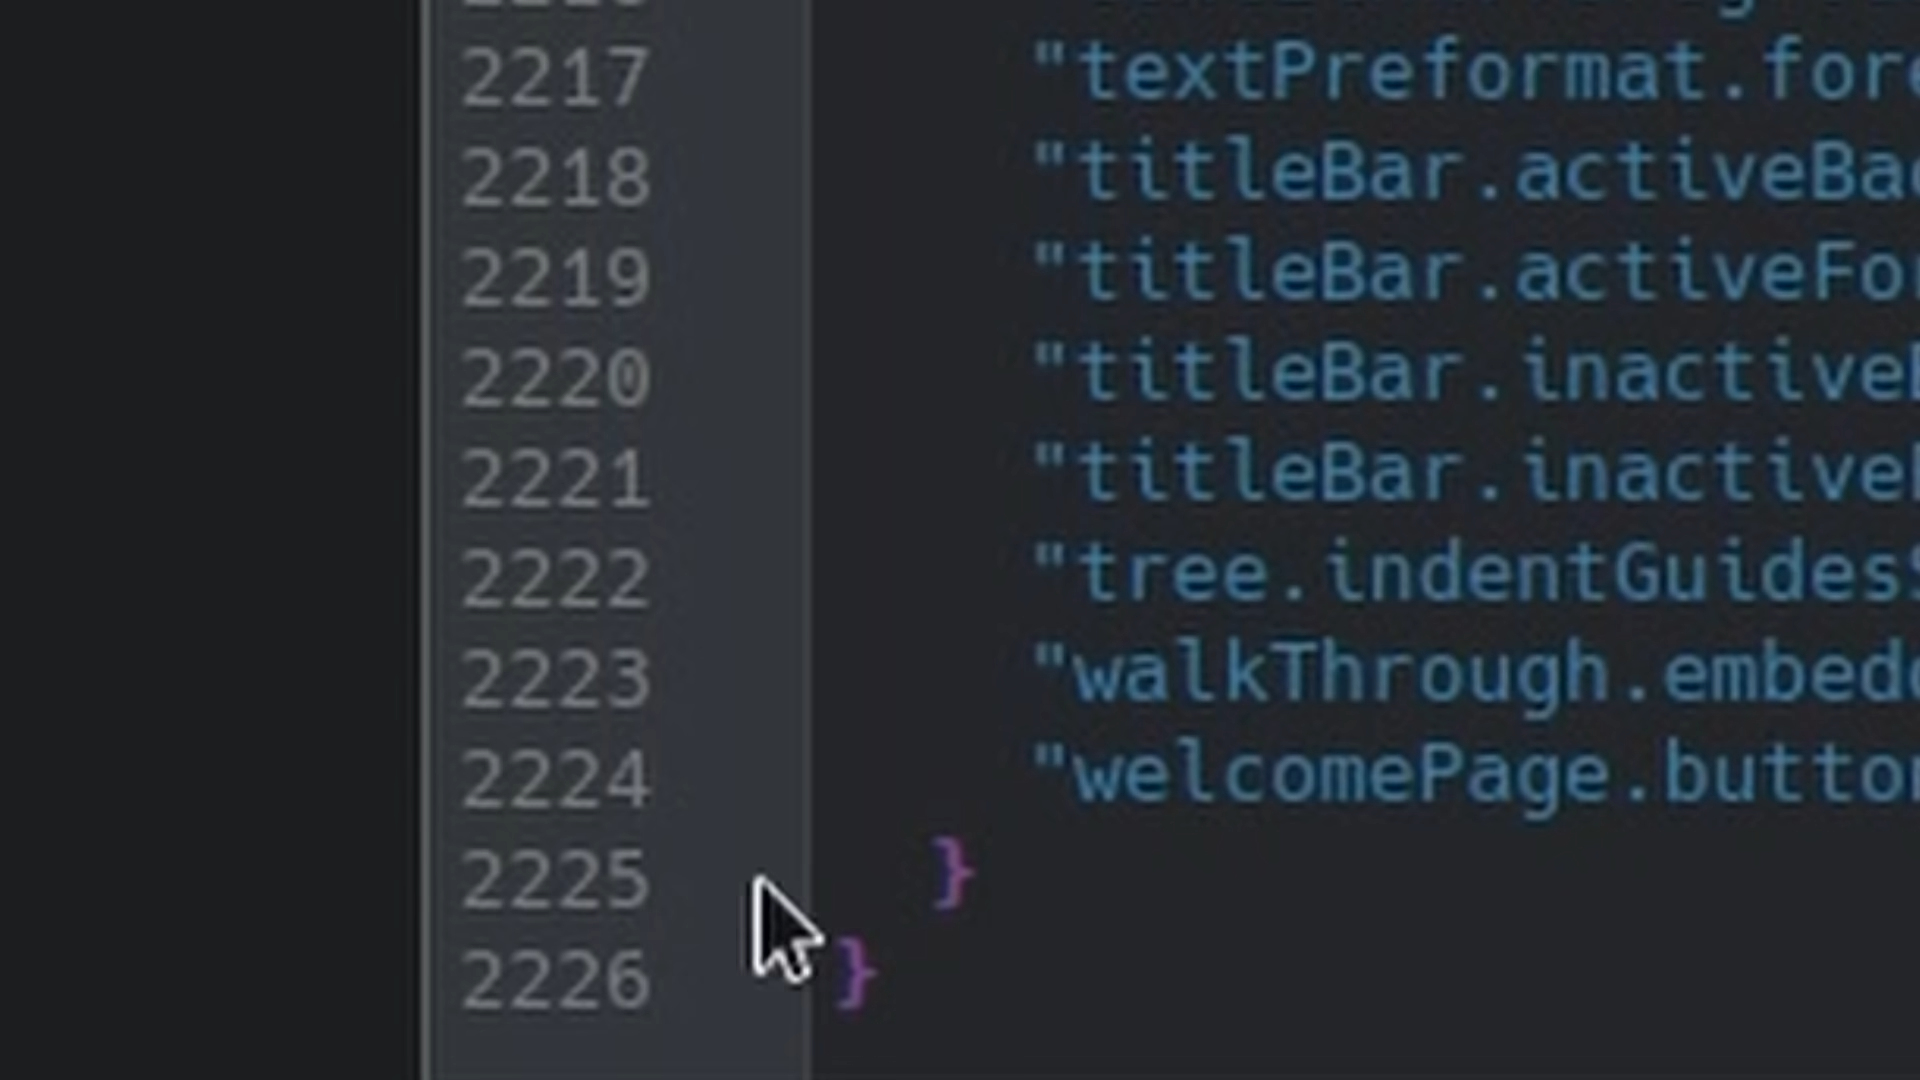 2217 "textPreformat.for
2218 "titleBar.activeBa
2219 "titleBar.activeFo
2220 "titleBar.inactive
2221 "titleBar.inactive
2222 "tree.indentGuides
2223 "walkThrough.embed
2224 "welcomePage.butto
2225 }
2226 }